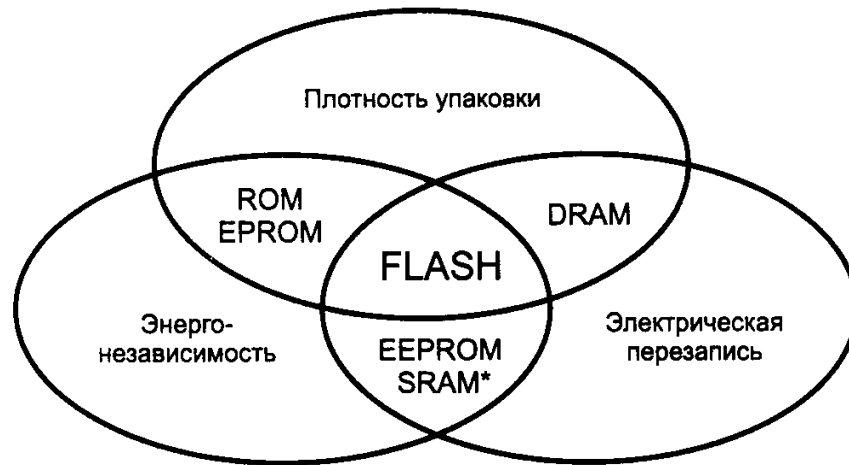 Плотность упаковки
ROM
EPROM
DRAM
FLASH
Энерго-
независимость
EEPROM
SRAM*
Электрическая
перезапись